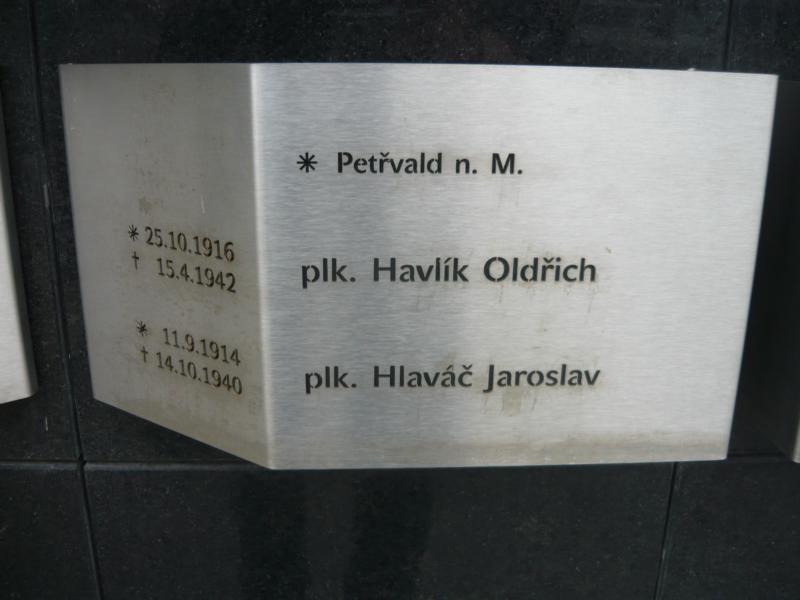 * Petřvald n. M.
* 25.10.1916
† 15.4.1942
plk. Havlík Oldřich
* 11.9.1914
† 14.10.1940
plk. Hlaváč Jaroslav